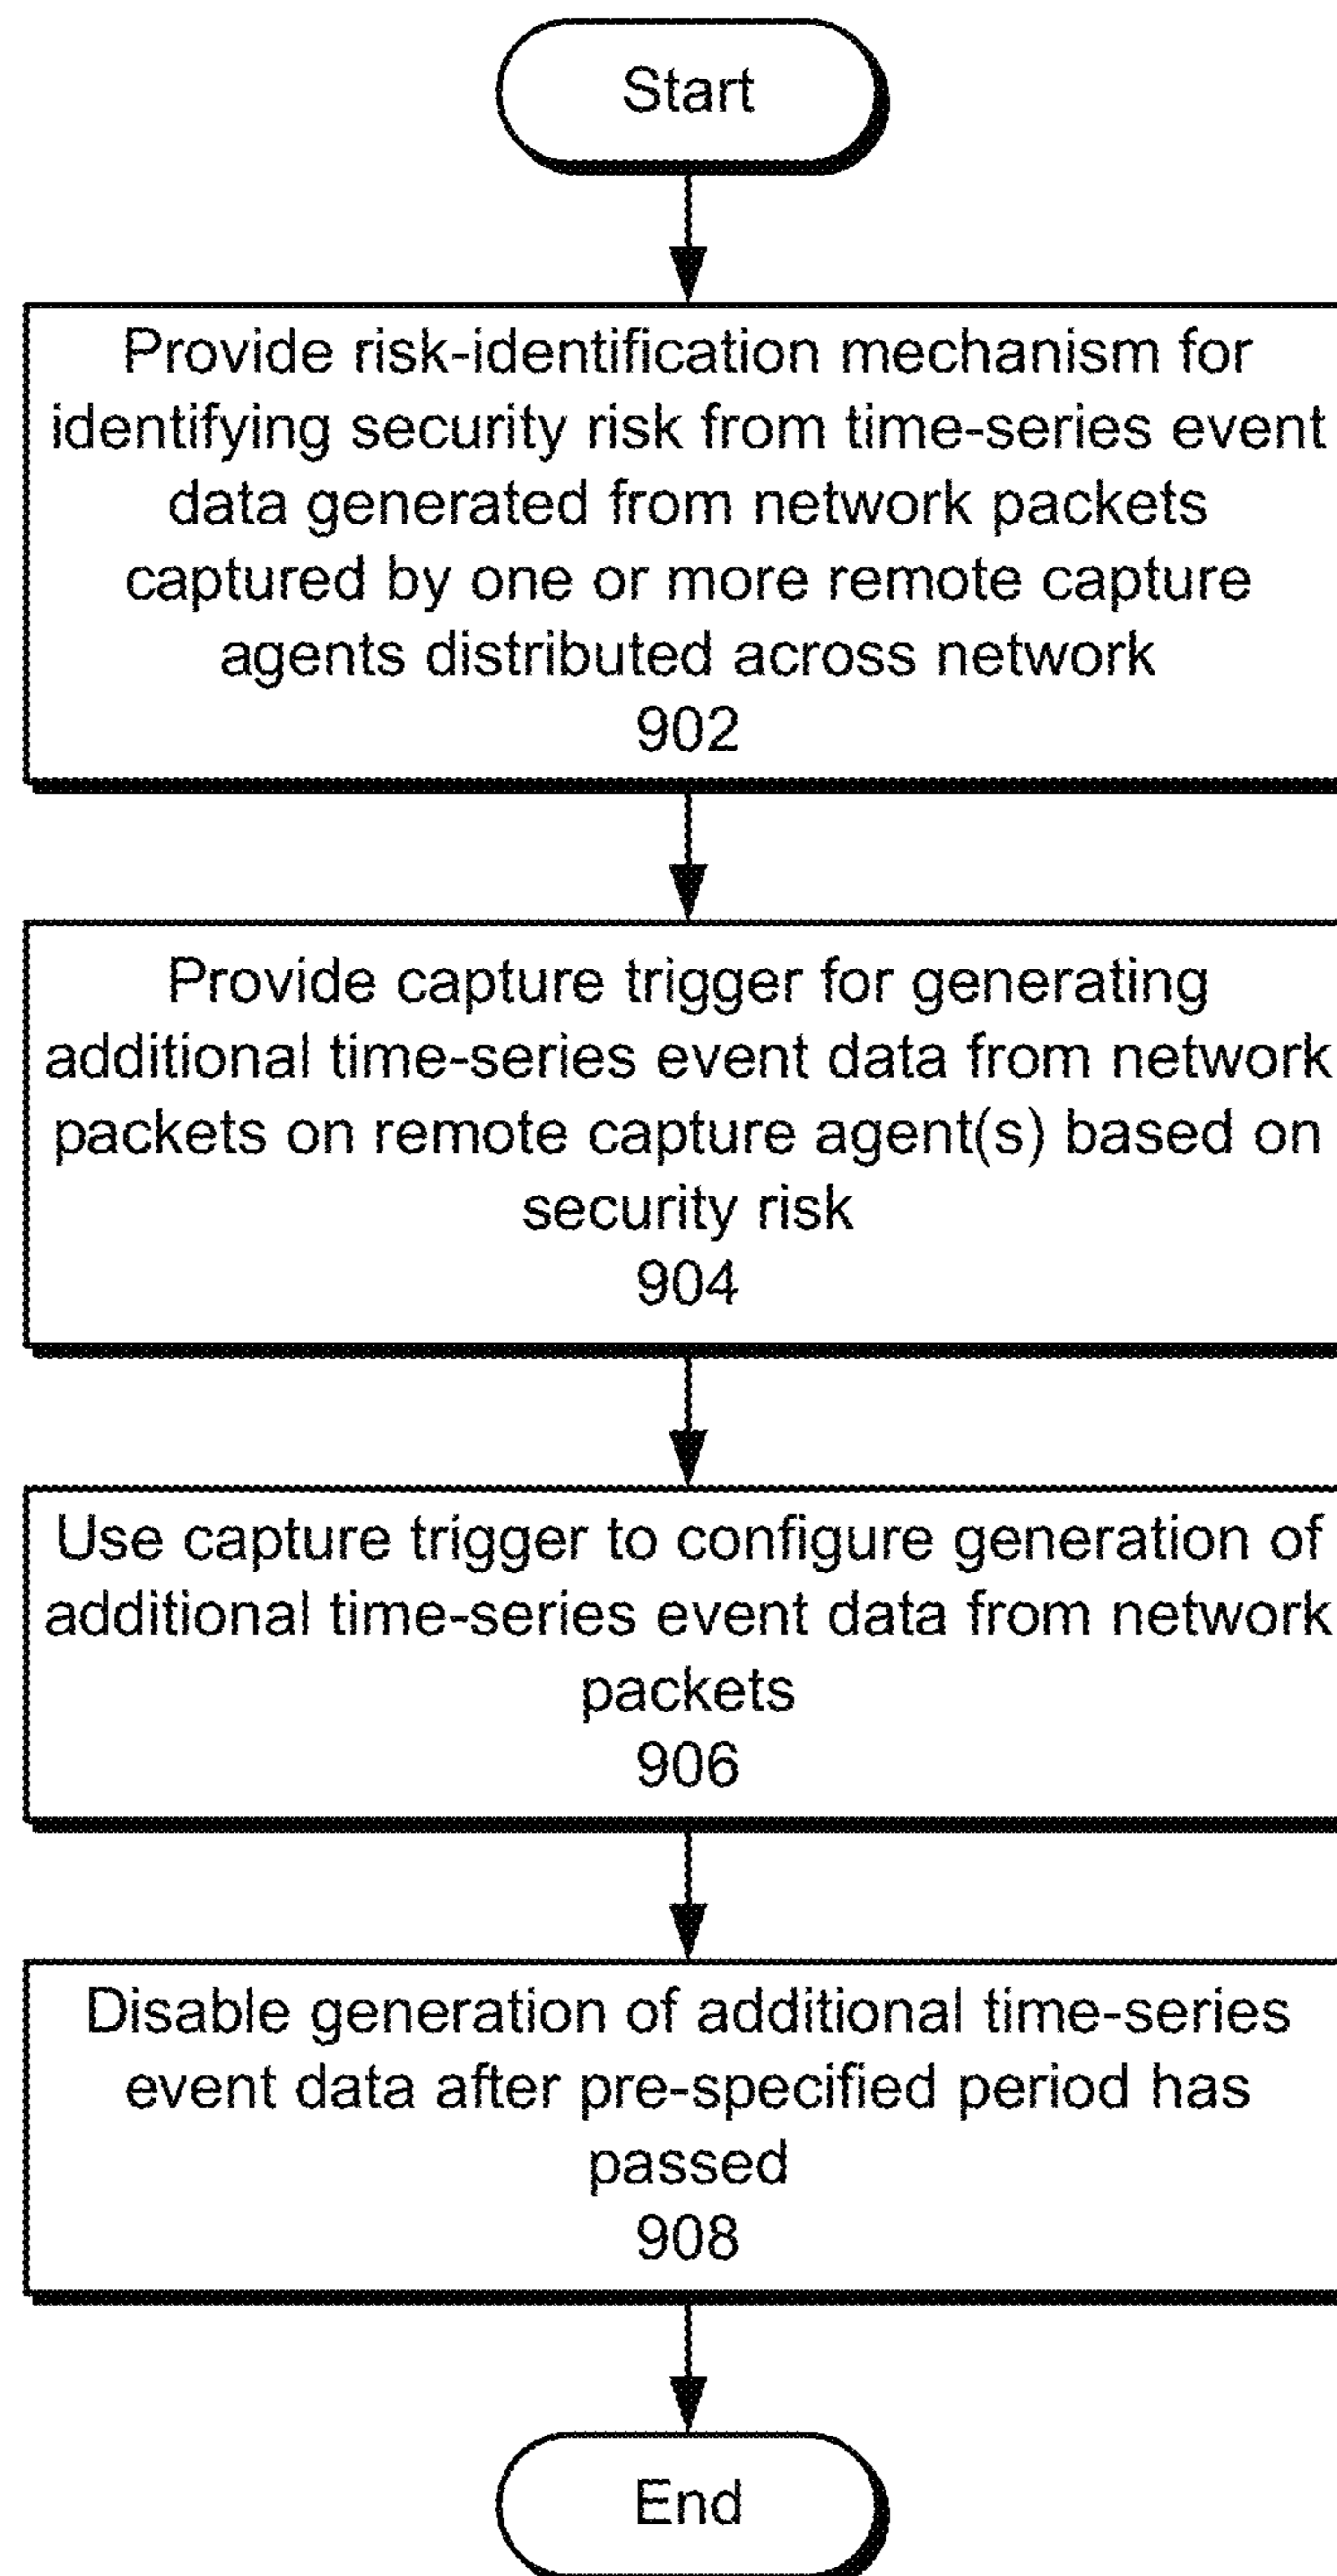 Start
Provide risk-identification mechanism for
identifying security risk from time-series event
data generated from network packets
captured by one or more remote capture
agents distributed across network
902
Provide capture trigger for generating
additional time-series event data from network
packets on remote capture agent(s) based on
security risk
904
Use capture trigger to configure generation of
additional time-series event data from network
packets
906
Disable generation of additional time-series
event data after pre-specified period has
passed
908
End